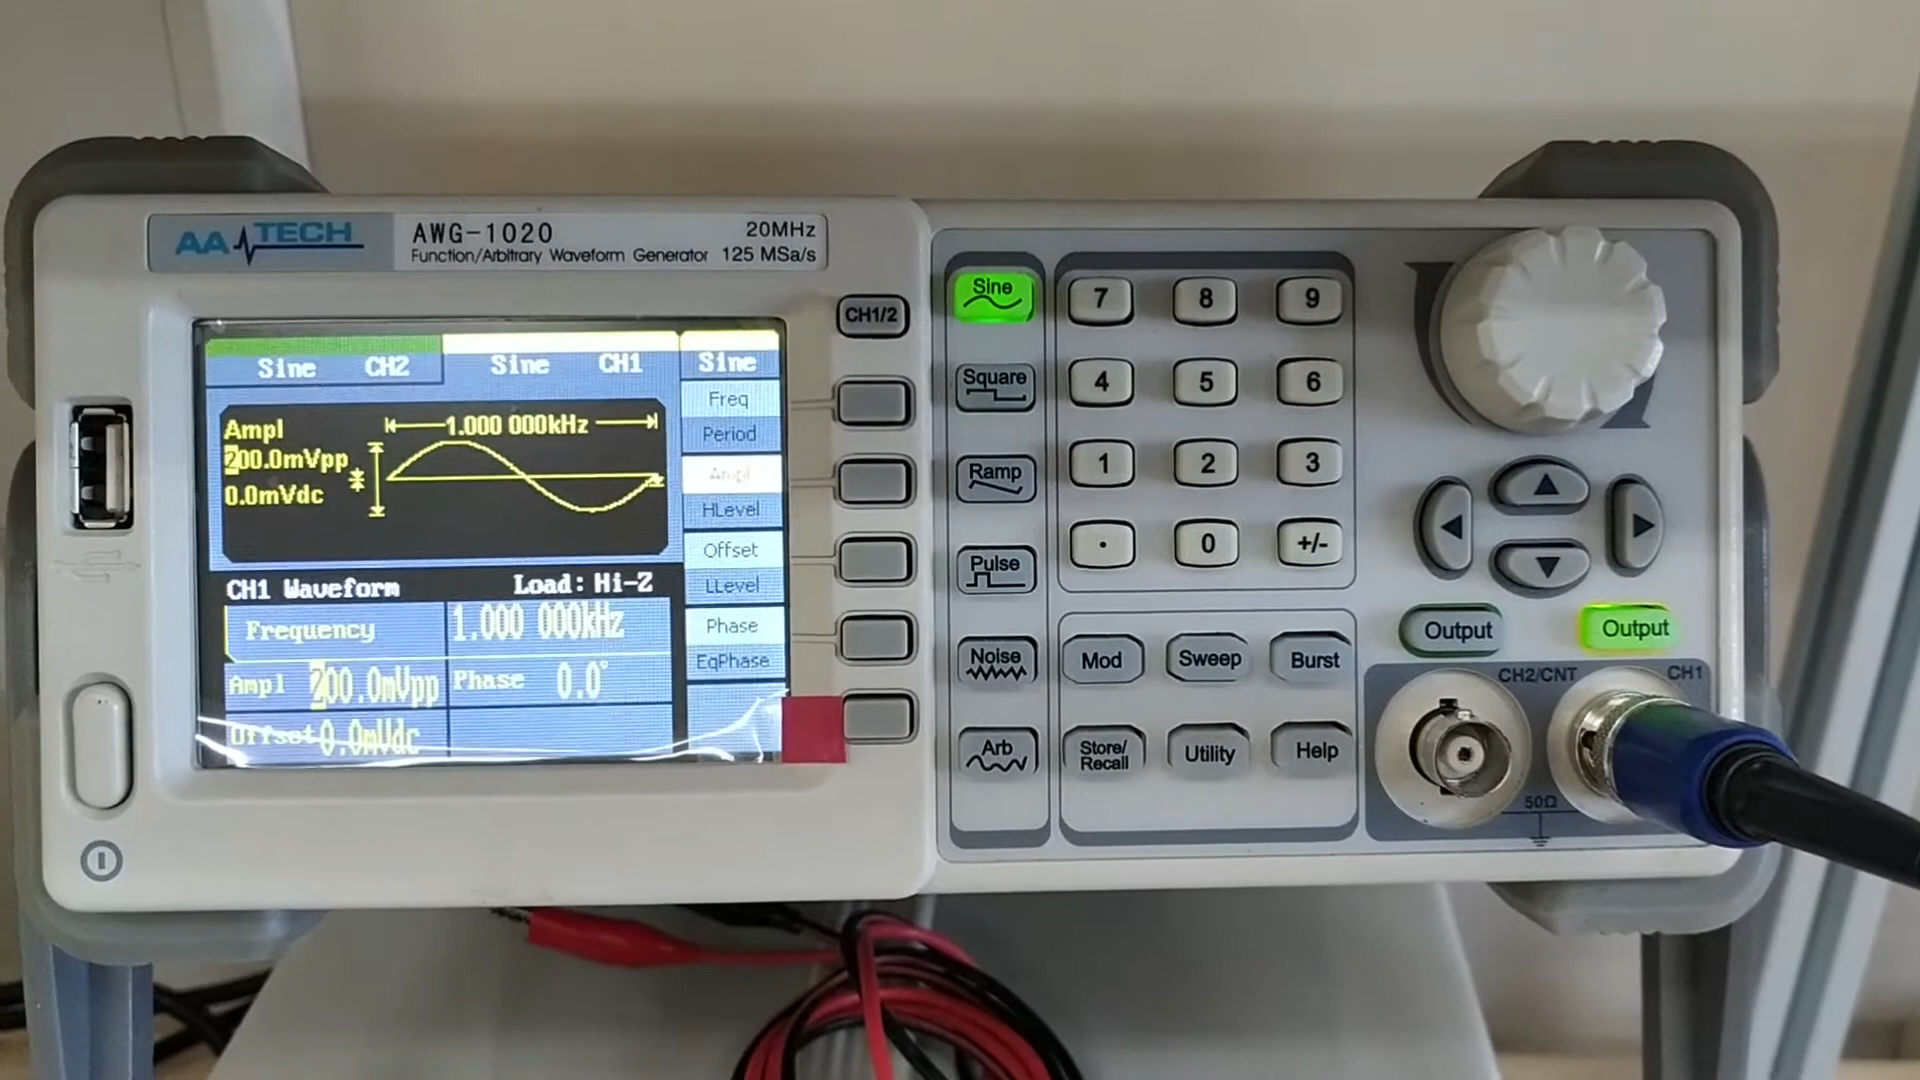 AATECH
AWG-1020
20MHz
Function/Arbitrary Waveform Generator 125 MSa/s
Sine CH2
Sine CH1
Sine
Freq
Period
Ampl
HLevel
Offset
LLevel
Phase
EqPhase
Ampl
1.000 000kHz
200.0mVpp
0.0mVdc
CH1 Waveform
Load: Hi-Z
Frequency
1.000 000kHz
Ampl 200.0mVpp
Phase 0.0°
Offset 0.0mVdc
CH1/2
Sine
Square
Ramp
Pulse
Noise
Arb
7 8 9
4 5 6
1 2 3
. 0 +/-
Mod Sweep Burst
Store/
Recall
Utility Help
Output Output
CH2/CNT CH1
50Ω